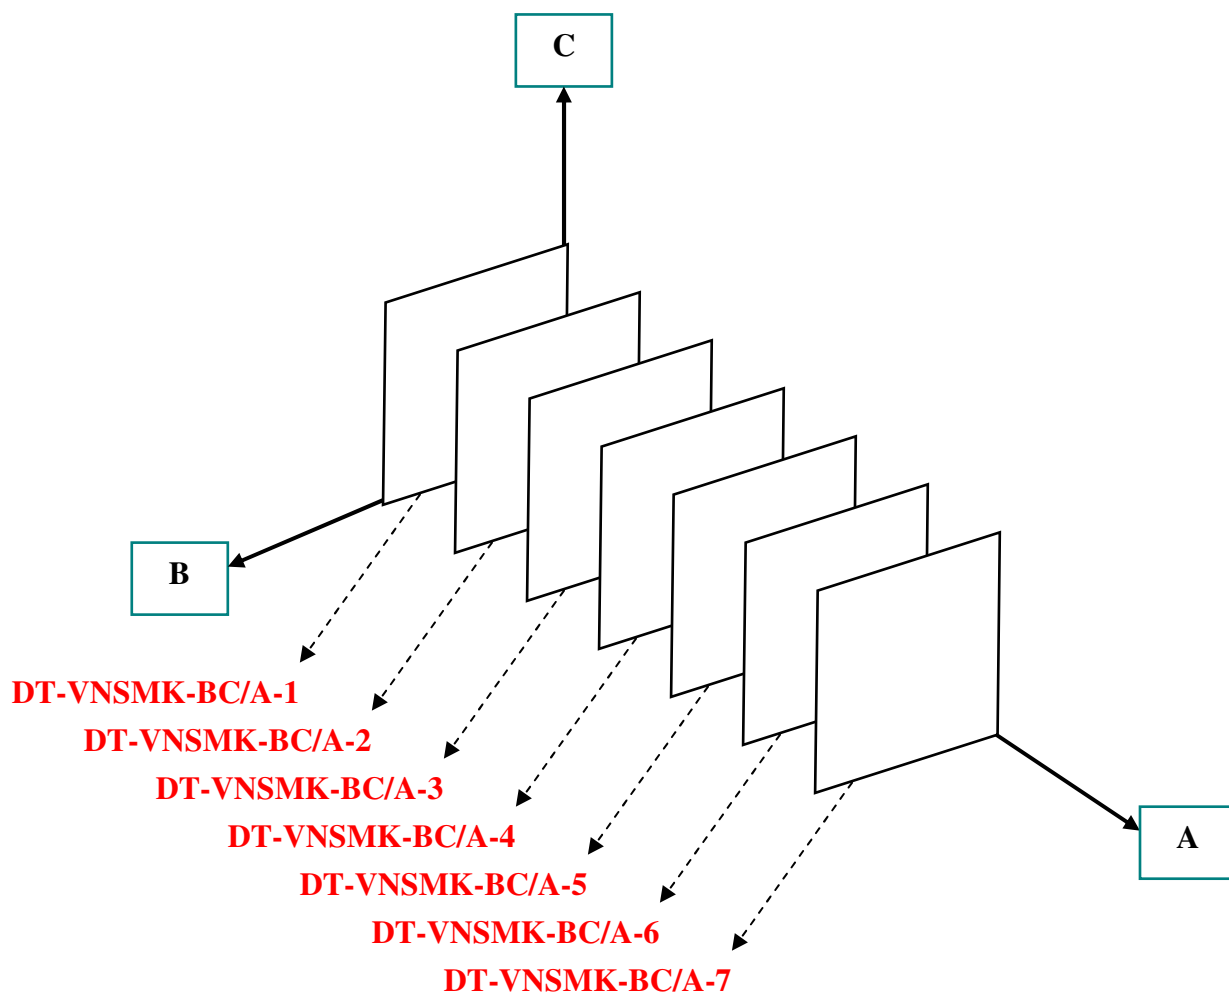 C
B
DT-VNSMK-BC/A-1
DT-VNSMK-BC/A-2
DT-VNSMK-BC/A-3
DT-VNSMK-BC/A-4
A
DT-VNSMK-BC/A-5
DT-VNSMK-BC/A-6
DT-VNSMK-BC/A-7